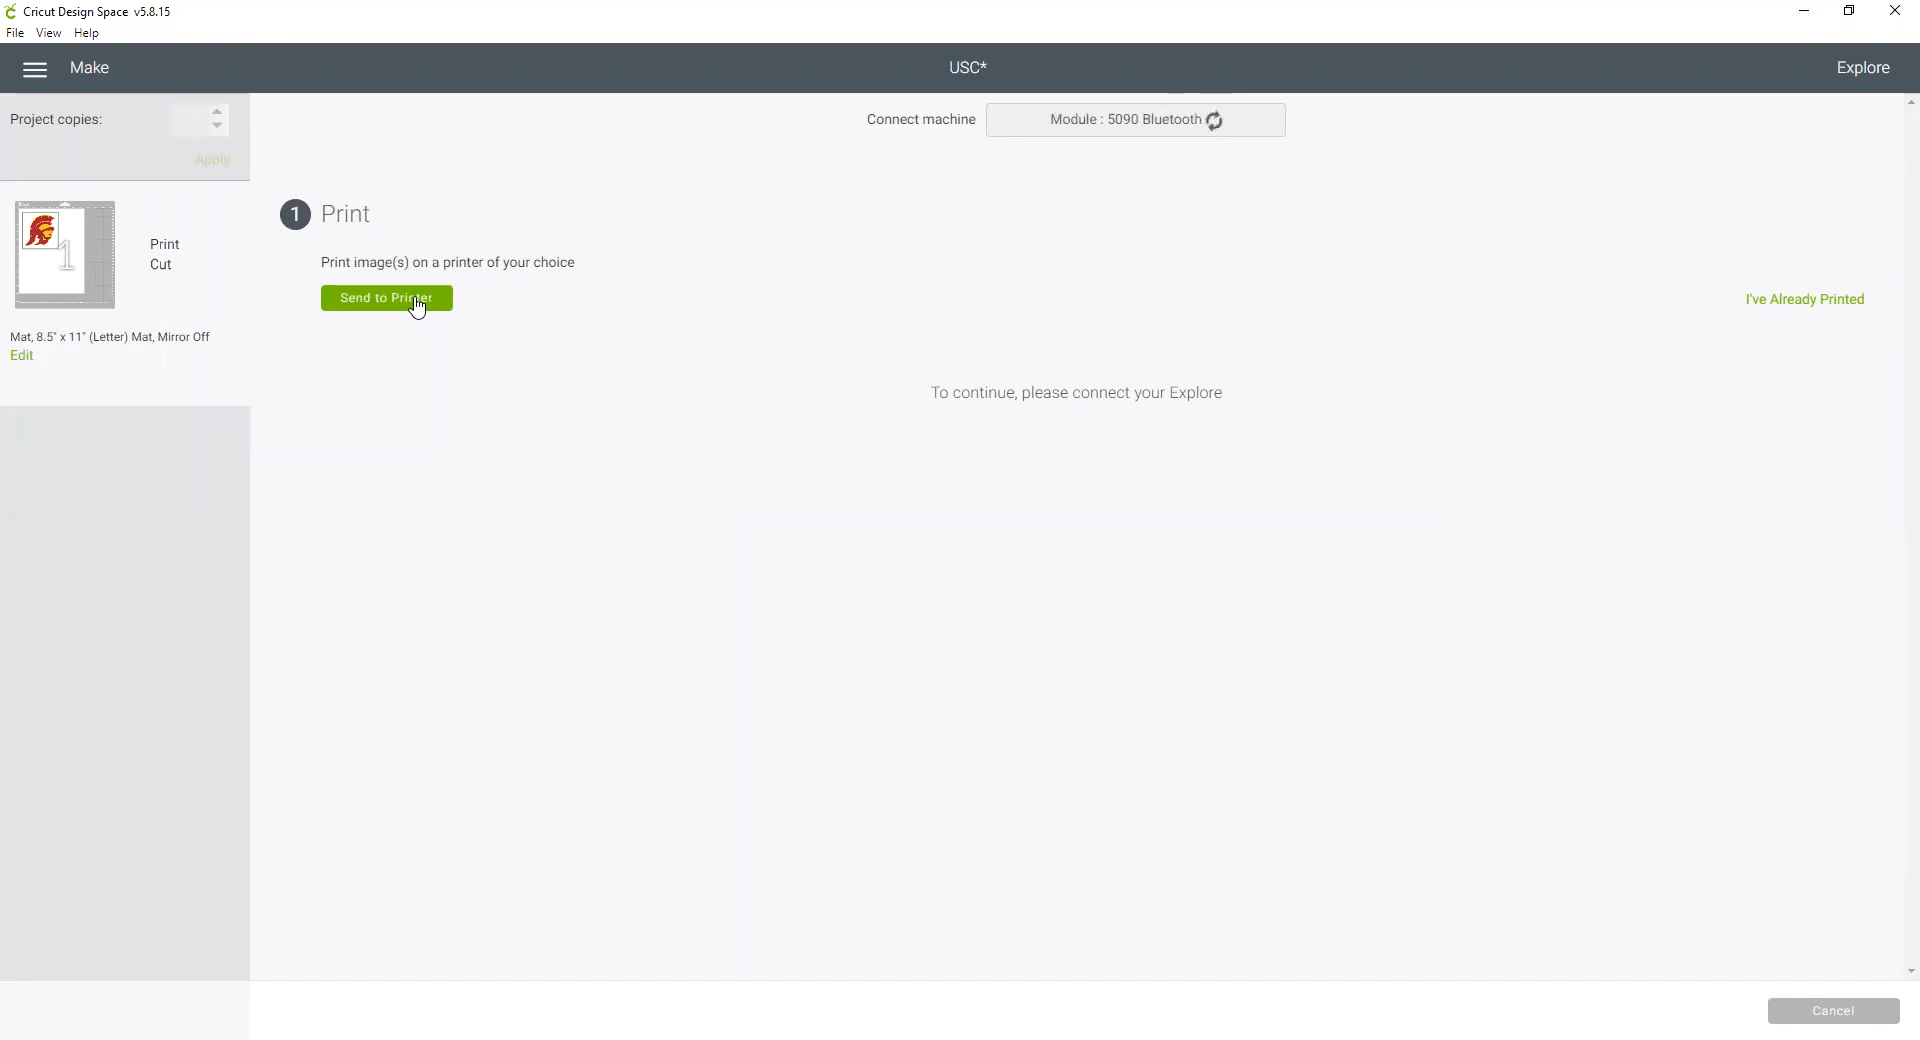 Cricut Design Space v5.8.15
File View Help
Make
USC*
Explore
Project copies:
Apply
Connect machine
Module : 5090 Bluetooth
1 Print
Print image(s) on a printer of your choice
Send to Printer
I've Already Printed
1
Print
Cut
Mat, 8.5" x 11" (Letter) Mat, Mirror Off
Edit
To continue, please connect your Explore
Cancel